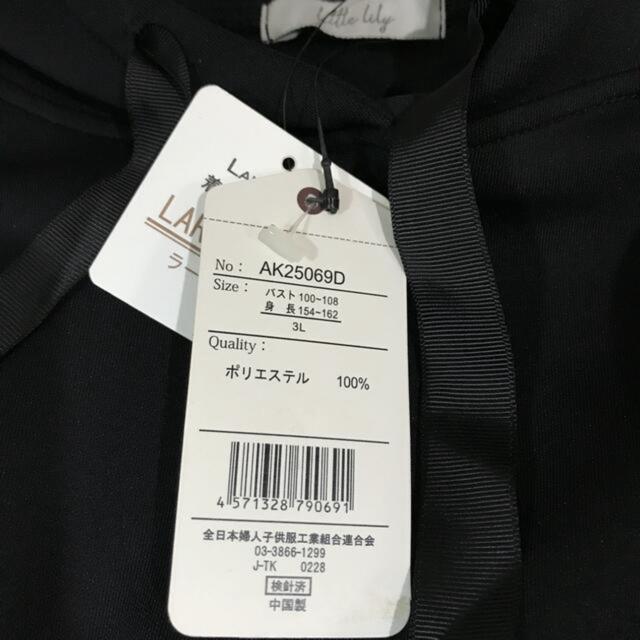 little lily
LAR
ラー
No: AK25069D
Size: バスト100~108
身 長154~162
3L
Quality:
ポリエステル 100%
4 571328 790691
全日本婦人子供服工業組合連合会
03-3866-1299
J-TK 0228
検針済
中国製